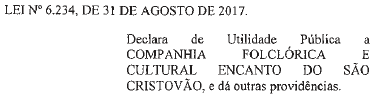 LEI Nº 6.234, DE 31 DE AGOSTO DE 2017.
Declara de Utilidade Pública a
COMPANHIA FOLCLÓRICA E
CULTURAL ENCANTO DO SÃO
CRISTOVÃO, e dá outras providências.